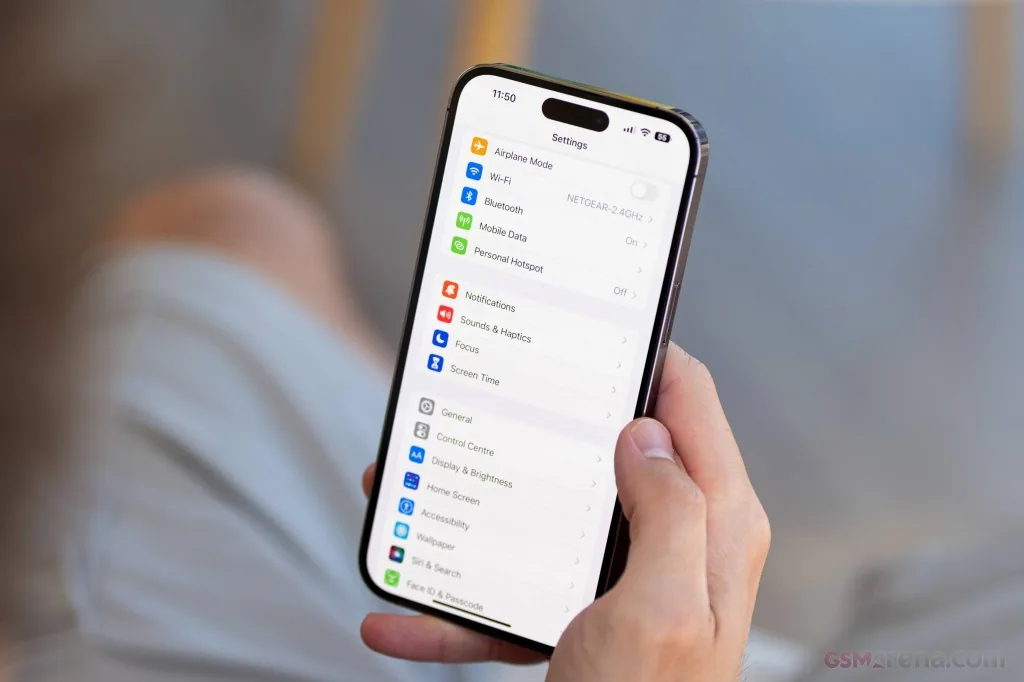 11:50
55
Settings
Airplane Mode
Wi-Fi NETGEAR-2.4GHz
Bluetooth On
Mobile Data
Personal Hotspot Off
Notifications
Sounds & Haptics
Focus
Screen Time
General
Control Centre
AA Display & Brightness
Home Screen
Accessibility
Wallpaper
Siri & Search
Face ID & Passcode
GSMarena.com